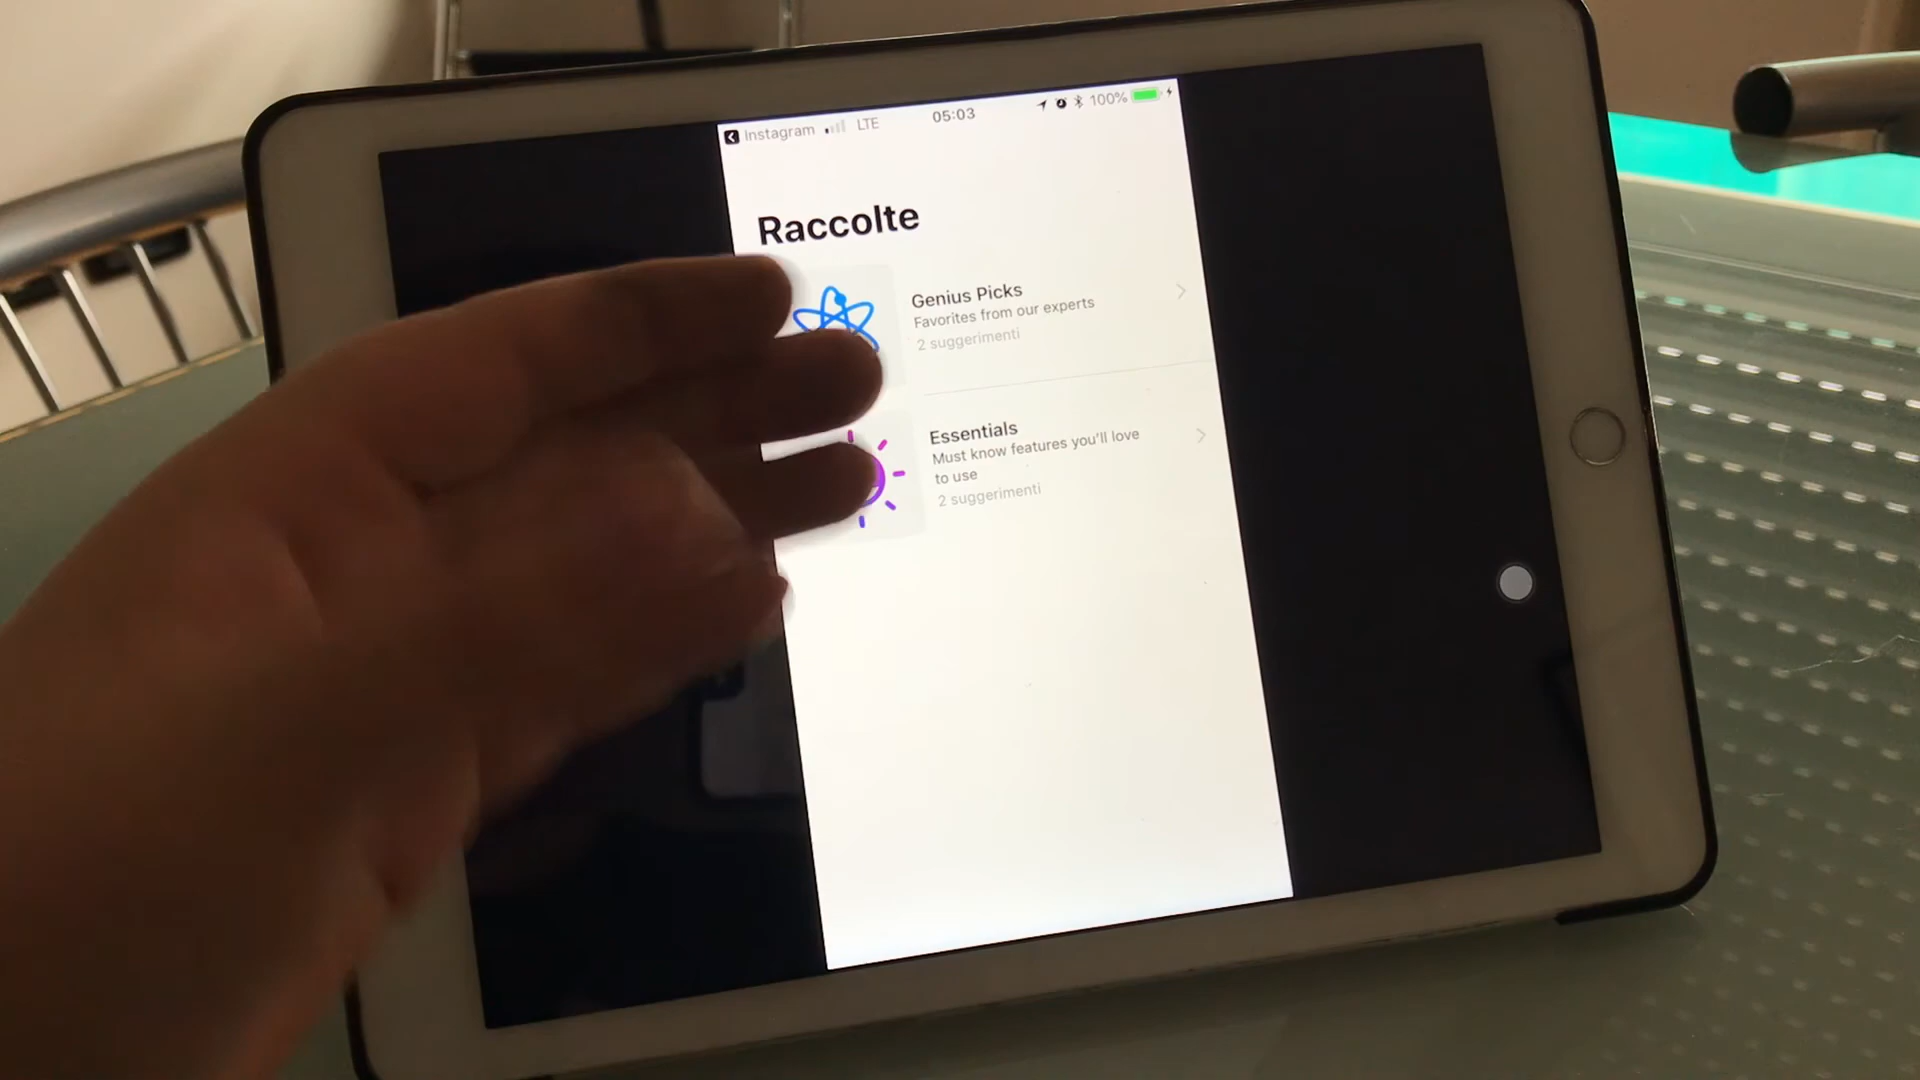 Instagram LTE 05:03 100%
Raccolte
Genius Picks
Favorites from our experts
2 suggerimenti
Essentials
Must know features you'll love
to use
2 suggerimenti